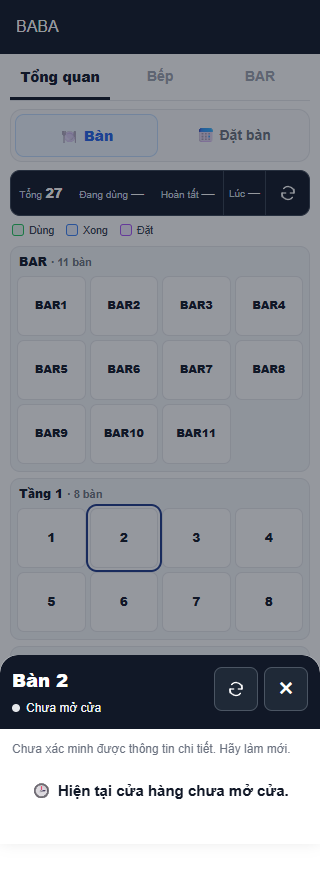 BABA
Tổng quan Bếp BAR
Bàn Đặt bàn
Tổng 27 Đang dùng — Hoàn tất — Lúc —
Dùng Xong Đặt
BAR · 11 bàn
BAR1 BAR2 BAR3 BAR4
BAR5 BAR6 BAR7 BAR8
BAR9 BAR10 BAR11
Tầng 1 · 8 bàn
1 2 3 4
5 6 7 8
Bàn 2
Chưa mở cửa
Chưa xác minh được thông tin chi tiết. Hãy làm mới.
Hiện tại cửa hàng chưa mở cửa.